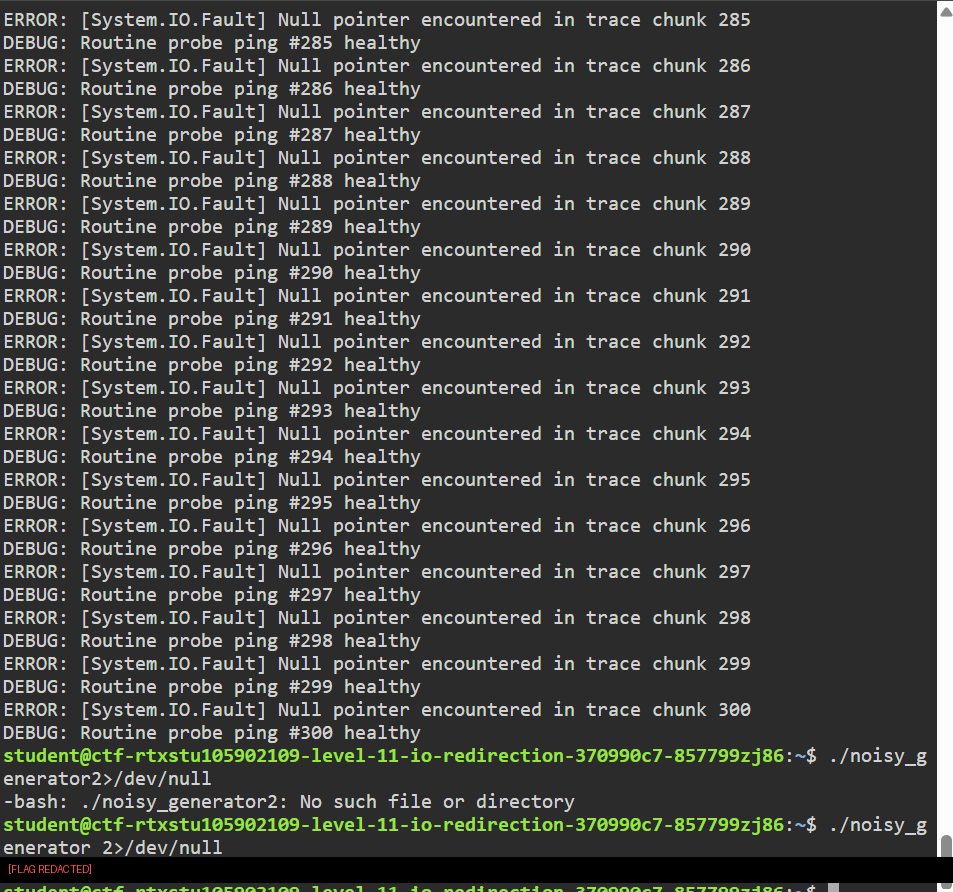 ERROR: [System.IO.Fault] Null pointer encountered in trace chunk 285
DEBUG: Routine probe ping #285 healthy
ERROR: [System.IO.Fault] Null pointer encountered in trace chunk 286
DEBUG: Routine probe ping #286 healthy
ERROR: [System.IO.Fault] Null pointer encountered in trace chunk 287
DEBUG: Routine probe ping #287 healthy
ERROR: [System.IO.Fault] Null pointer encountered in trace chunk 288
DEBUG: Routine probe ping #288 healthy
ERROR: [System.IO.Fault] Null pointer encountered in trace chunk 289
DEBUG: Routine probe ping #289 healthy
ERROR: [System.IO.Fault] Null pointer encountered in trace chunk 290
DEBUG: Routine probe ping #290 healthy
ERROR: [System.IO.Fault] Null pointer encountered in trace chunk 291
DEBUG: Routine probe ping #291 healthy
ERROR: [System.IO.Fault] Null pointer encountered in trace chunk 292
DEBUG: Routine probe ping #292 healthy
ERROR: [System.IO.Fault] Null pointer encountered in trace chunk 293
DEBUG: Routine probe ping #293 healthy
ERROR: [System.IO.Fault] Null pointer encountered in trace chunk 294
DEBUG: Routine probe ping #294 healthy
ERROR: [System.IO.Fault] Null pointer encountered in trace chunk 295
DEBUG: Routine probe ping #295 healthy
ERROR: [System.IO.Fault] Null pointer encountered in trace chunk 296
DEBUG: Routine probe ping #296 healthy
ERROR: [System.IO.Fault] Null pointer encountered in trace chunk 297
DEBUG: Routine probe ping #297 healthy
ERROR: [System.IO.Fault] Null pointer encountered in trace chunk 298
DEBUG: Routine probe ping #298 healthy
ERROR: [System.IO.Fault] Null pointer encountered in trace chunk 299
DEBUG: Routine probe ping #299 healthy
ERROR: [System.IO.Fault] Null pointer encountered in trace chunk 300
DEBUG: Routine probe ping #300 healthy
student@ctf-rtxstu105902109-level-11-io-redirection-370990c7-857799zj86:~$ ./noisy_g
enerator2>/dev/null
-bash: ./noisy_generator2: No such file or directory
student@ctf-rtxstu105902109-level-11-io-redirection-370990c7-857799zj86:~$ ./noisy_g
enerator 2>/dev/null
[FLAG REDACTED]
student@ctf-rtxstu105902109-level-11-io-redirection-370990c7-857799zj86:~$